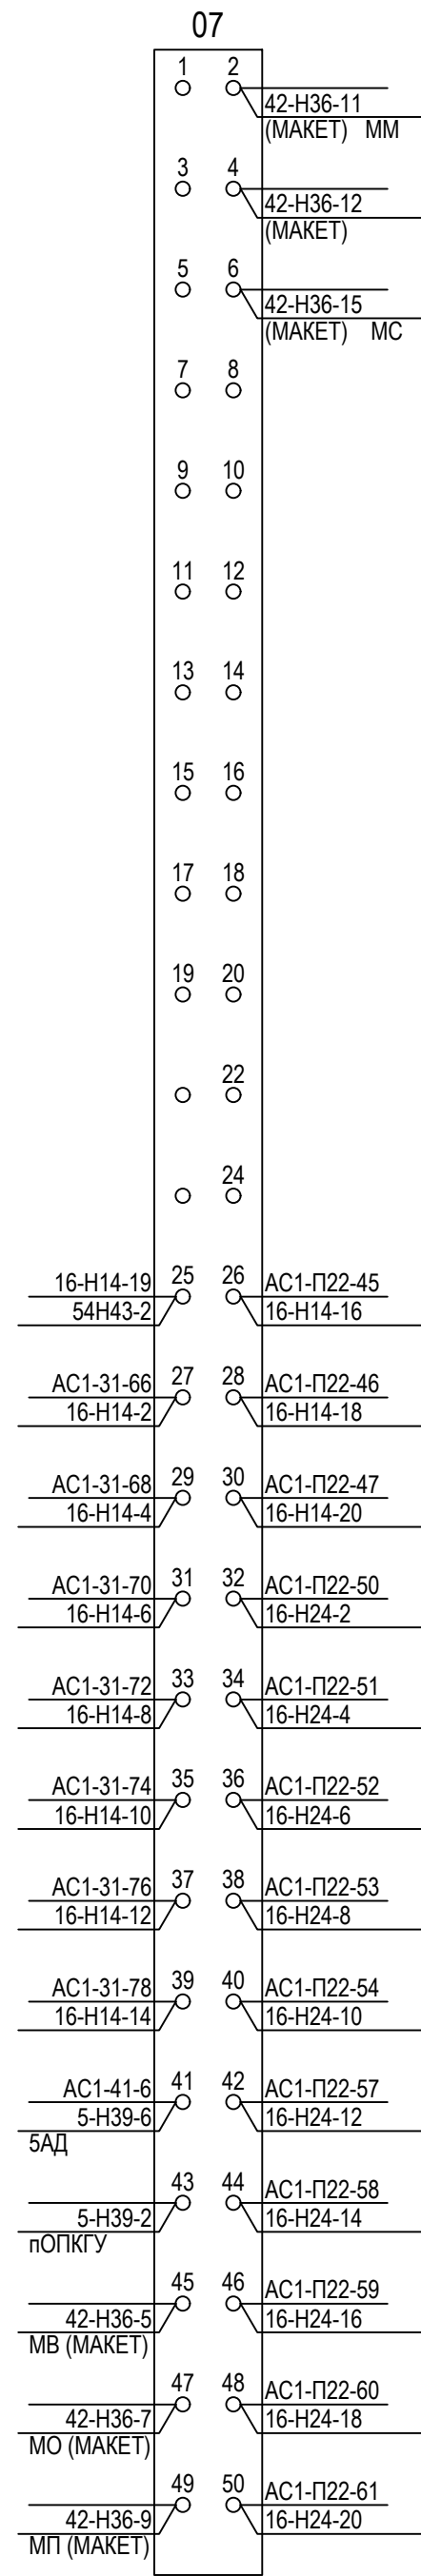 07
1 2
42-Н36-11
(МАКЕТ) ММ
3 4
42-Н36-12
(МАКЕТ)
5 6
42-Н36-15
(МАКЕТ) МС
7 8
9 10
11 12
13 14
15 16
17 18
19 20
22
24
16-Н14-19 25 26 АС1-П22-45
54Н43-2 16-Н14-16
АС1-31-66 27 28 АС1-П22-46
16-Н14-2 16-Н14-18
АС1-31-68 29 30 АС1-П22-47
16-Н14-4 16-Н14-20
АС1-31-70 31 32 АС1-П22-50
16-Н14-6 16-Н24-2
АС1-31-72 33 34 АС1-П22-51
16-Н14-8 16-Н24-4
АС1-31-74 35 36 АС1-П22-52
16-Н14-10 16-Н24-6
АС1-31-76 37 38 АС1-П22-53
16-Н14-12 16-Н24-8
АС1-31-78 39 40 АС1-П22-54
16-Н14-14 16-Н24-10
АС1-41-6 41 42 АС1-П22-57
5-Н39-6 16-Н24-12
5АД
43 44 АС1-П22-58
5-Н39-2 16-Н24-14
пОПКГУ
45 46 АС1-П22-59
42-Н36-5 16-Н24-16
МВ (МАКЕТ)
47 48 АС1-П22-60
42-Н36-7 16-Н24-18
МО (МАКЕТ)
49 50 АС1-П22-61
42-Н36-9 16-Н24-20
МП (МАКЕТ)